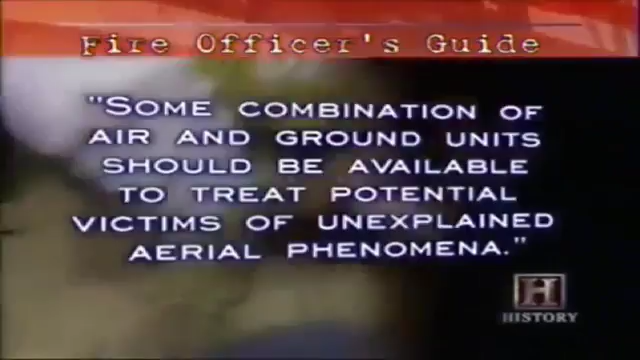 Fire Officer's Guide
"SOME COMBINATION OF
AIR AND GROUND UNITS
SHOULD BE AVAILABLE
TO TREAT POTENTIAL
VICTIMS OF UNEXPLAINED
AERIAL PHENOMENA."
H
HISTORY